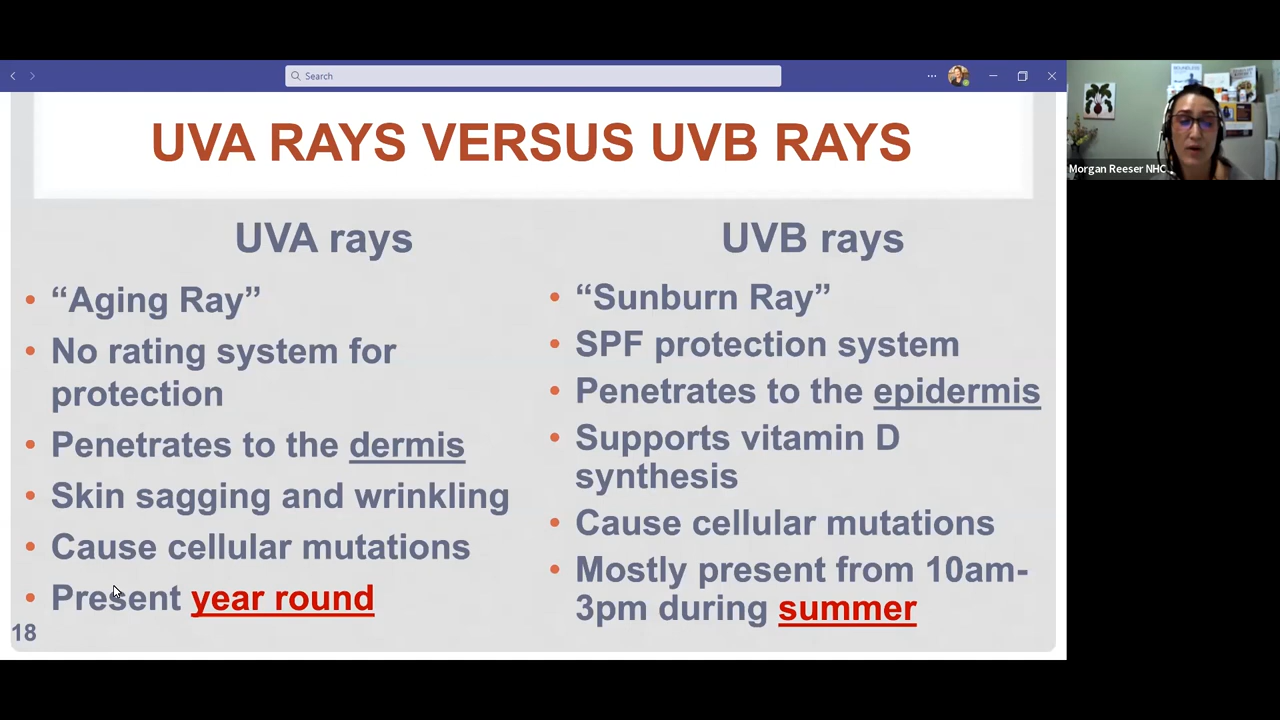 Search
UVA RAYS VERSUS UVB RAYS
UVA rays
• “Aging Ray”
• No rating system for
protection
• Penetrates to the dermis
• Skin sagging and wrinkling
• Cause cellular mutations
• Present year round
18
UVB rays
• “Sunburn Ray”
• SPF protection system
• Penetrates to the epidermis
• Supports vitamin D
synthesis
• Cause cellular mutations
• Mostly present from 10am-
3pm during summer
Morgan Reeser NHC